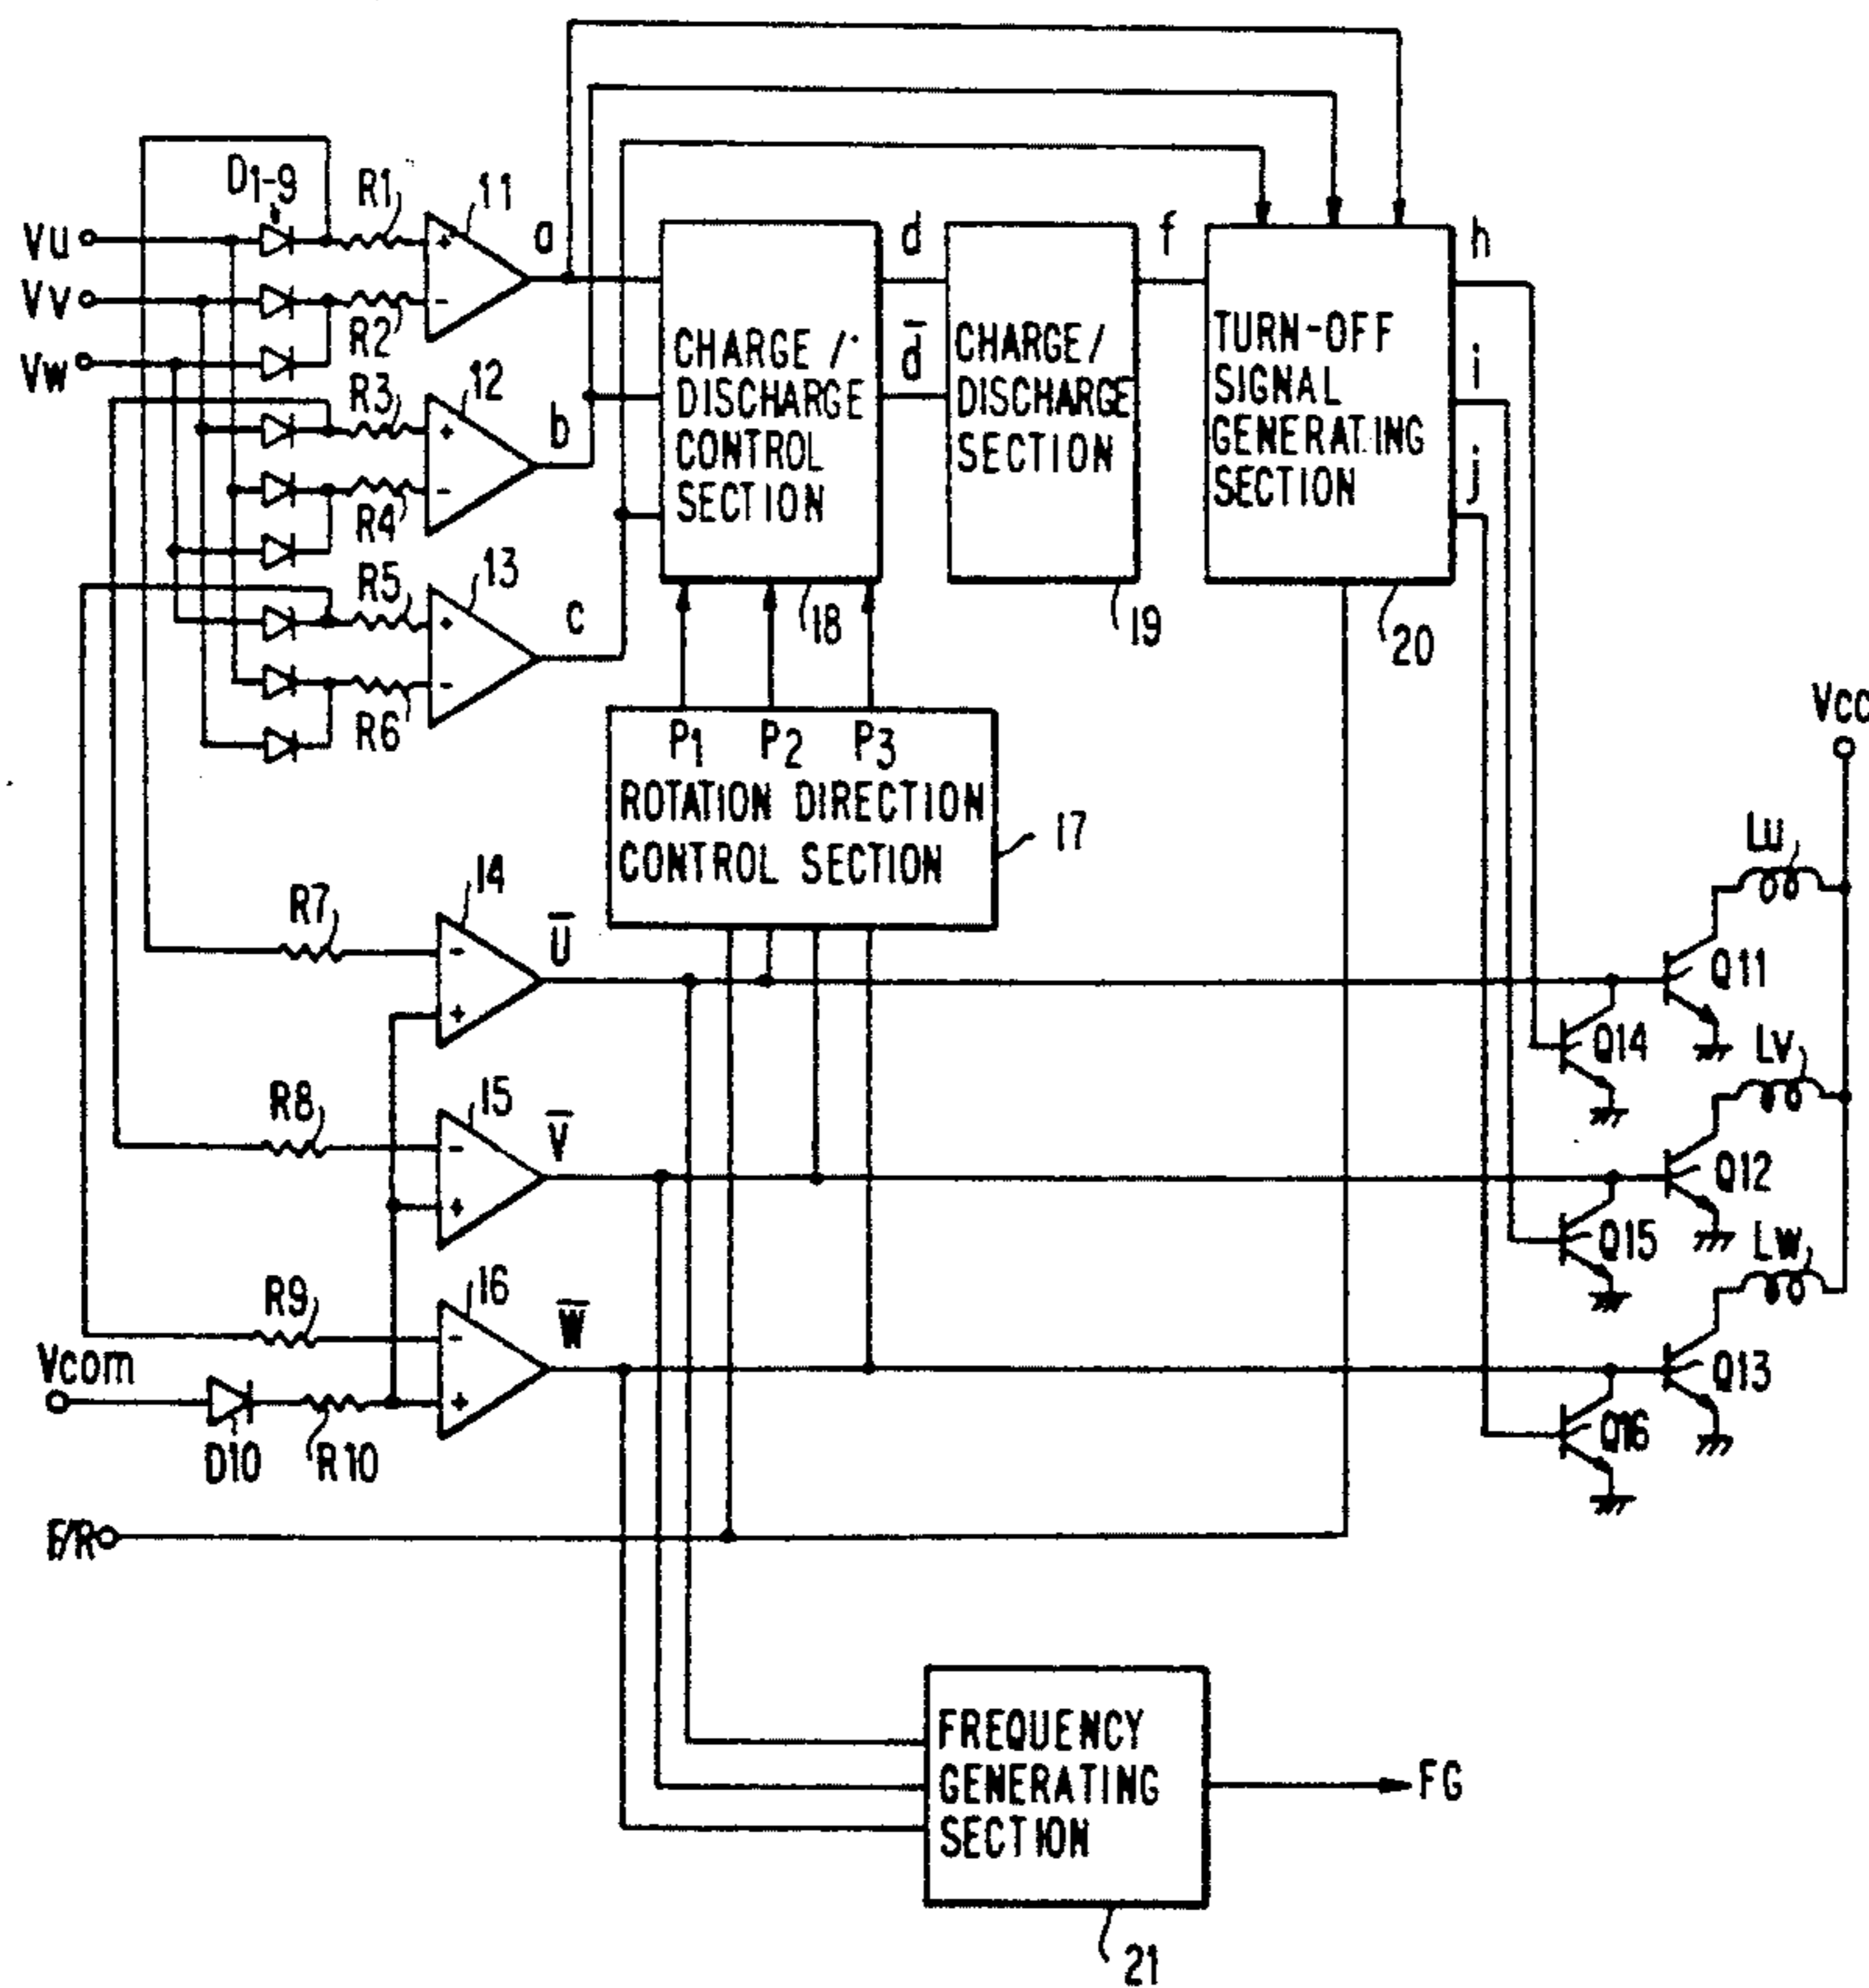 D1-9
R1
11
a
d
f
h
Vu
Vv
Vw
+
-
R2
R3
12
b
d̅
i
j
CHARGE /
DISCHARGE
CONTROL
SECTION
CHARGE /
DISCHARGE
SECTION
TURN-OFF
SIGNAL
GENERATING
SECTION
+
-
R4
R5
13
c
18
19
20
+
-
R6
P1 P2 P3
ROTATION DIRECTION
CONTROL SECTION
17
Vcc
Lu
R7
14
U̅
-
+
Q11
Q14
Lv
R8
15
V̅
-
+
Q12
Q15
Lw
R9
16
W̅
-
+
Q13
Q16
Vcom
D10
R10
F/R
FREQUENCY
GENERATING
SECTION
FG
21